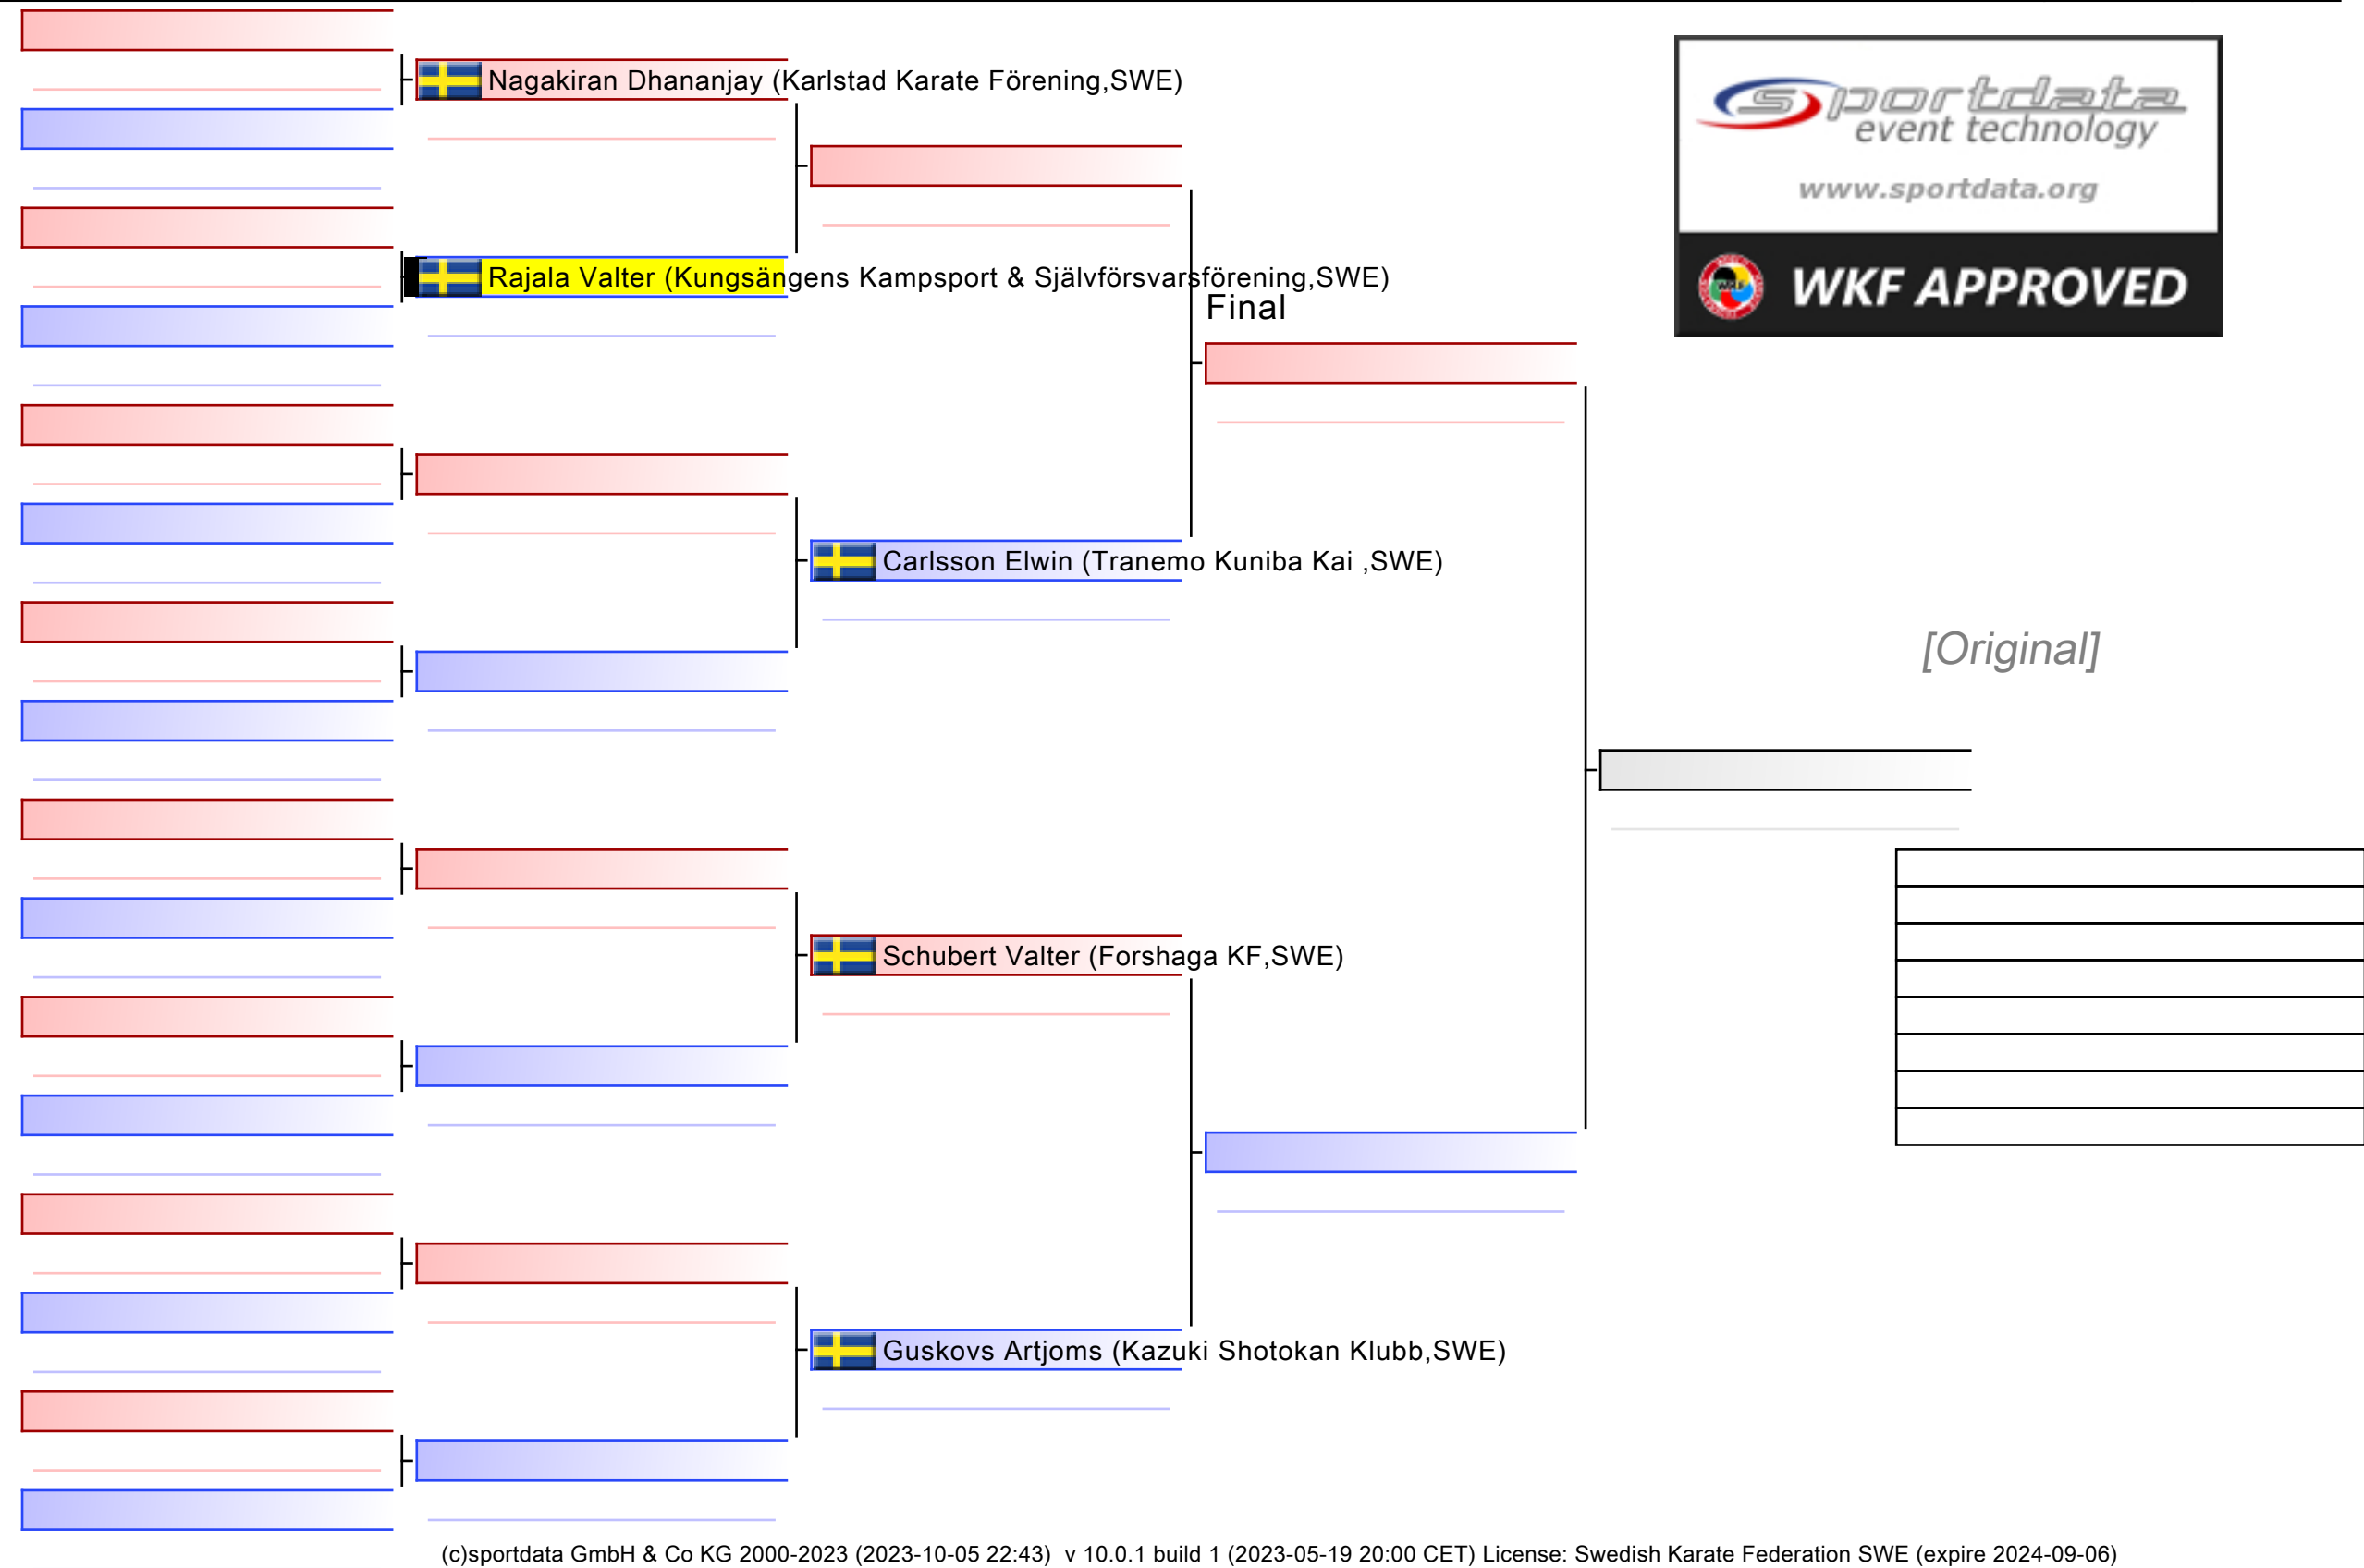 Nagakiran Dhananjay (Karlstad Karate Förening,SWE)
sportdata
event technology
www.sportdata.org
WKF APPROVED
Rajala Valter (Kungsängens Kampsport & Självförsvarsförening,SWE)
Final
Carlsson Elwin (Tranemo Kuniba Kai ,SWE)
[Original]
Schubert Valter (Forshaga KF,SWE)
Guskovs Artjoms (Kazuki Shotokan Klubb,SWE)
(c)sportdata GmbH & Co KG 2000-2023 (2023-10-05 22:43) v 10.0.1 build 1 (2023-05-19 20:00 CET) License: Swedish Karate Federation SWE (expire 2024-09-06)